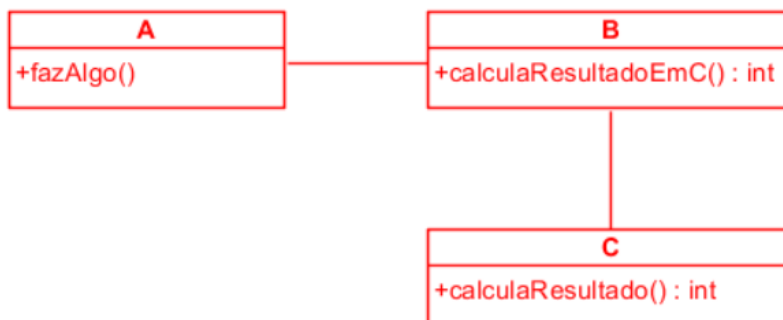 A
+fazAlgo()
B
+calculaResultadoEmC() : int
C
+calculaResultado() : int